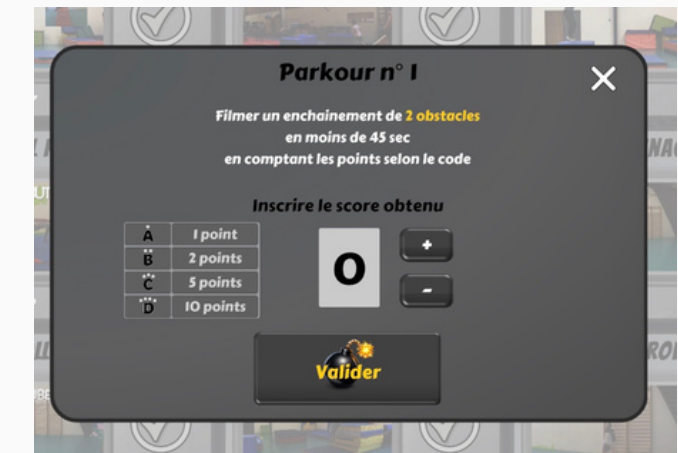 Parkour n° 1
Filmer un enchainement de 2 obstacles
en moins de 45 sec
en comptant les points selon le code
Inscrire le score obtenu
A 1 point
B 2 points
C 5 points
D 10 points
0
+
-
Valider